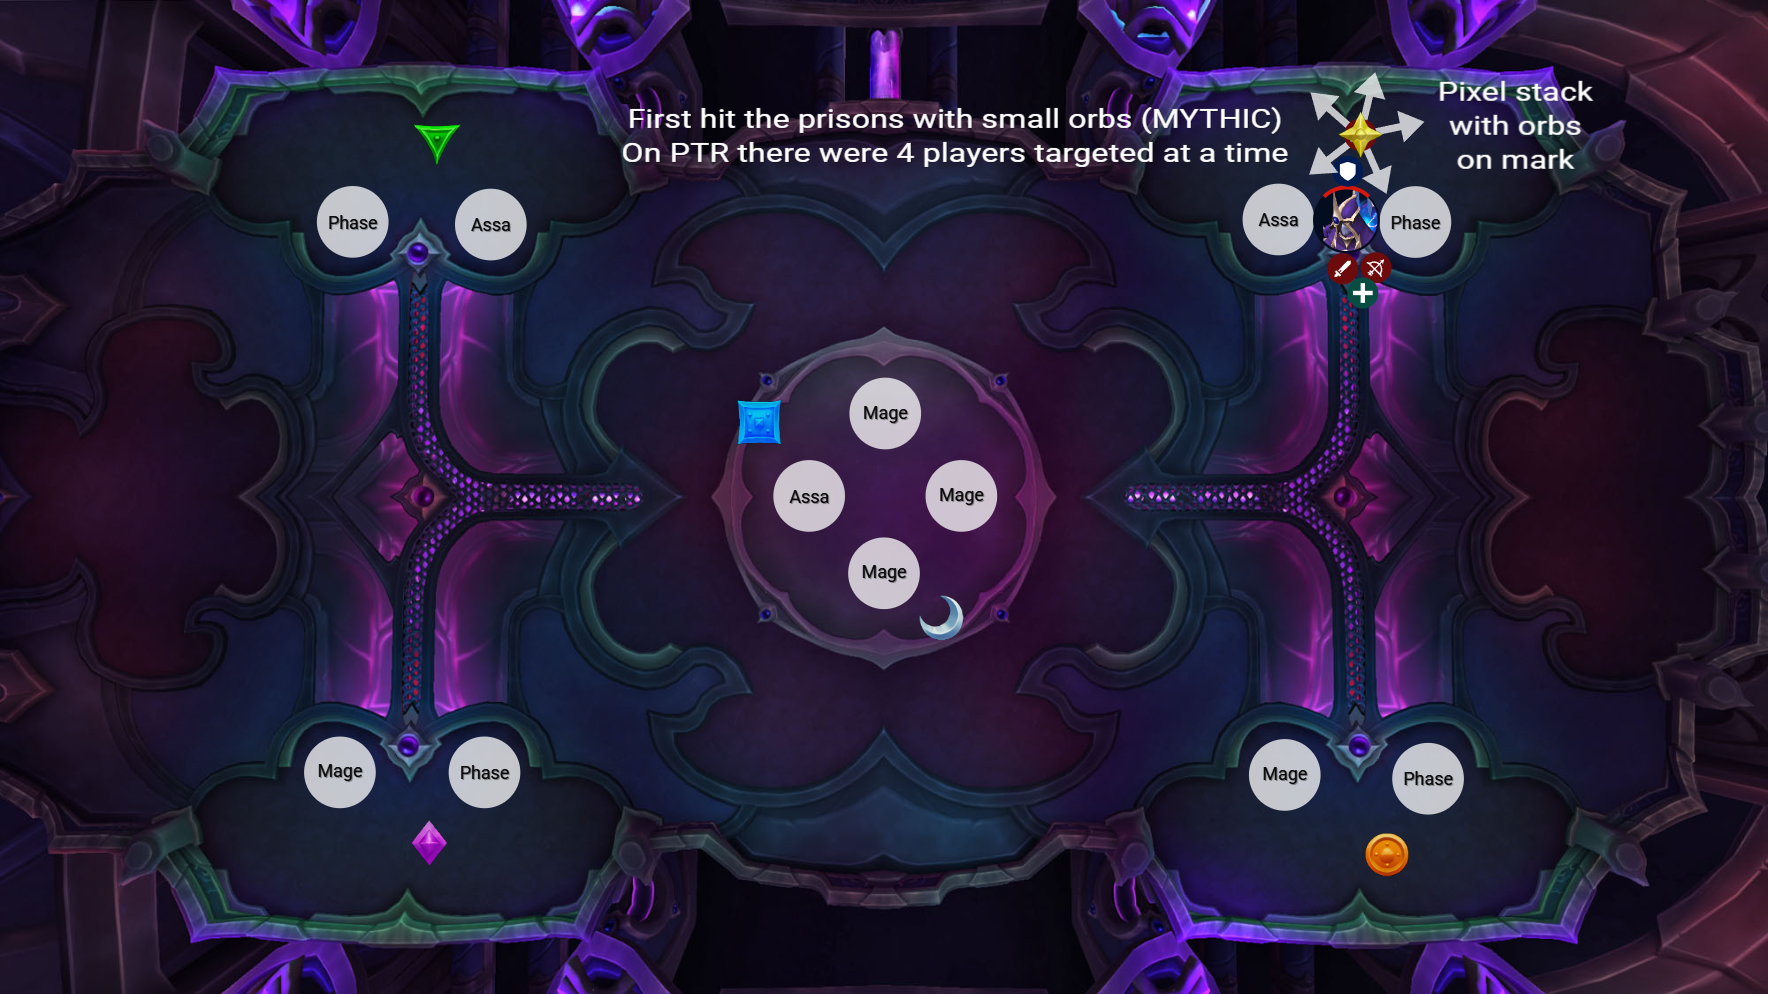 First hit the prisons with small orbs (MYTHIC)
On PTR there were 4 players targeted at a time
Pixel stack
with orbs
on mark
Phase
Assa
Assa
Phase
Mage
Assa
Mage
Mage
Mage
Phase
Mage
Phase